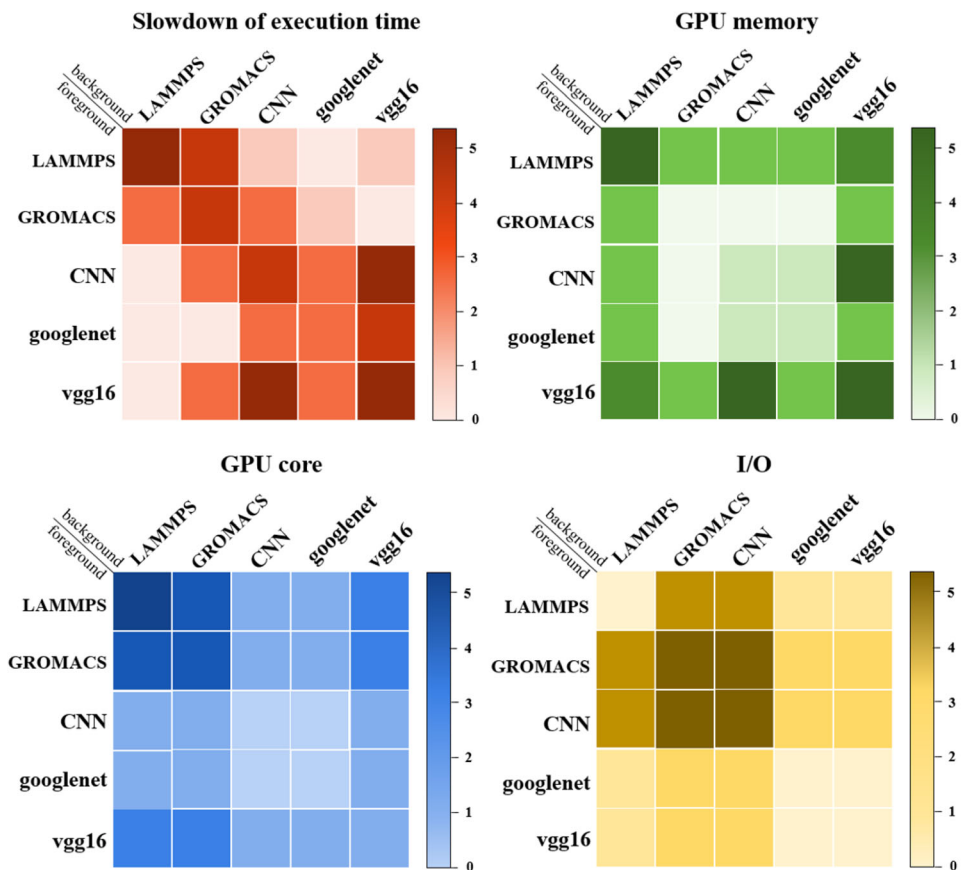 Slowdown of execution time
background
foreground
LAMMPS
GROMACS
CNN
googlenet
vgg16
LAMMPS
GROMACS
CNN
googlenet
vgg16
5
4
3
2
1
0
GPU memory
background
foreground
LAMMPS
GROMACS
CNN
googlenet
vgg16
LAMMPS
GROMACS
CNN
googlenet
vgg16
5
4
3
2
1
0
GPU core
background
foreground
LAMMPS
GROMACS
CNN
googlenet
vgg16
LAMMPS
GROMACS
CNN
googlenet
vgg16
5
4
3
2
1
0
I/O
background
foreground
LAMMPS
GROMACS
CNN
googlenet
vgg16
LAMMPS
GROMACS
CNN
googlenet
vgg16
5
4
3
2
1
0